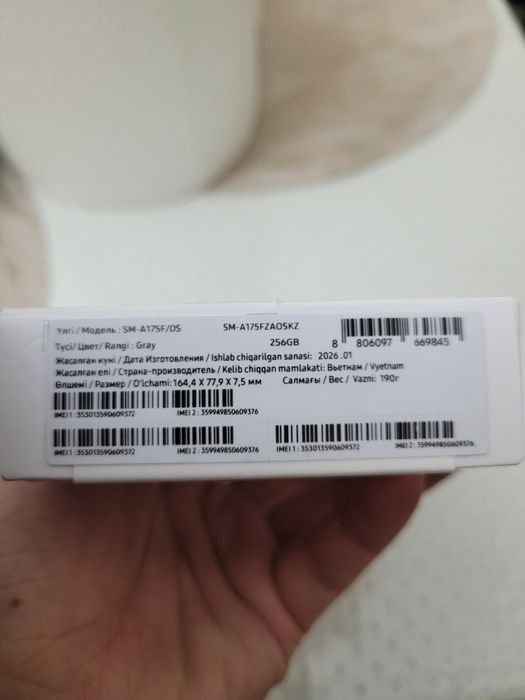 Үлгі / Модель : SM-A175F/DS SM-A175FZAOSKZ
Түсі/ Цвет/ Rangi : Gray 256GB 8 806097 669845
Жасалған күні / Дата Изготовления / Ishlab chiqarilgan sanasi: 2026 .01
Жасалған елі / Страна-производитель / Kelib chiqqan mamlakati: Вьетнам / Vyetnam
Өлшемі / Размер / O'lchami: 164,4 X 77,9 X 7,5 мм Салмағы / Вес / Vazni: 190г
IMEI 1 : 353013590609372 IMEI 2 : 359949850609376
IMEI 1 : 353013590609372 IMEI 2 : 359949850609376 IMEI 1 : 353013590609372 IMEI 2 : 359949850609376